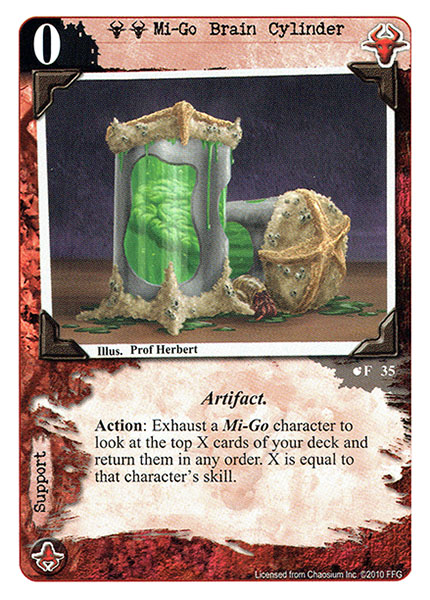 0
Mi-Go Brain Cylinder
Illus. Prof Herbert
F 35
Artifact.
Action: Exhaust a Mi-Go character to
look at the top X cards of your deck and
return them in any order. X is equal to
that character's skill.
Support
Licensed from Chaosium Inc. ©2010 FFG